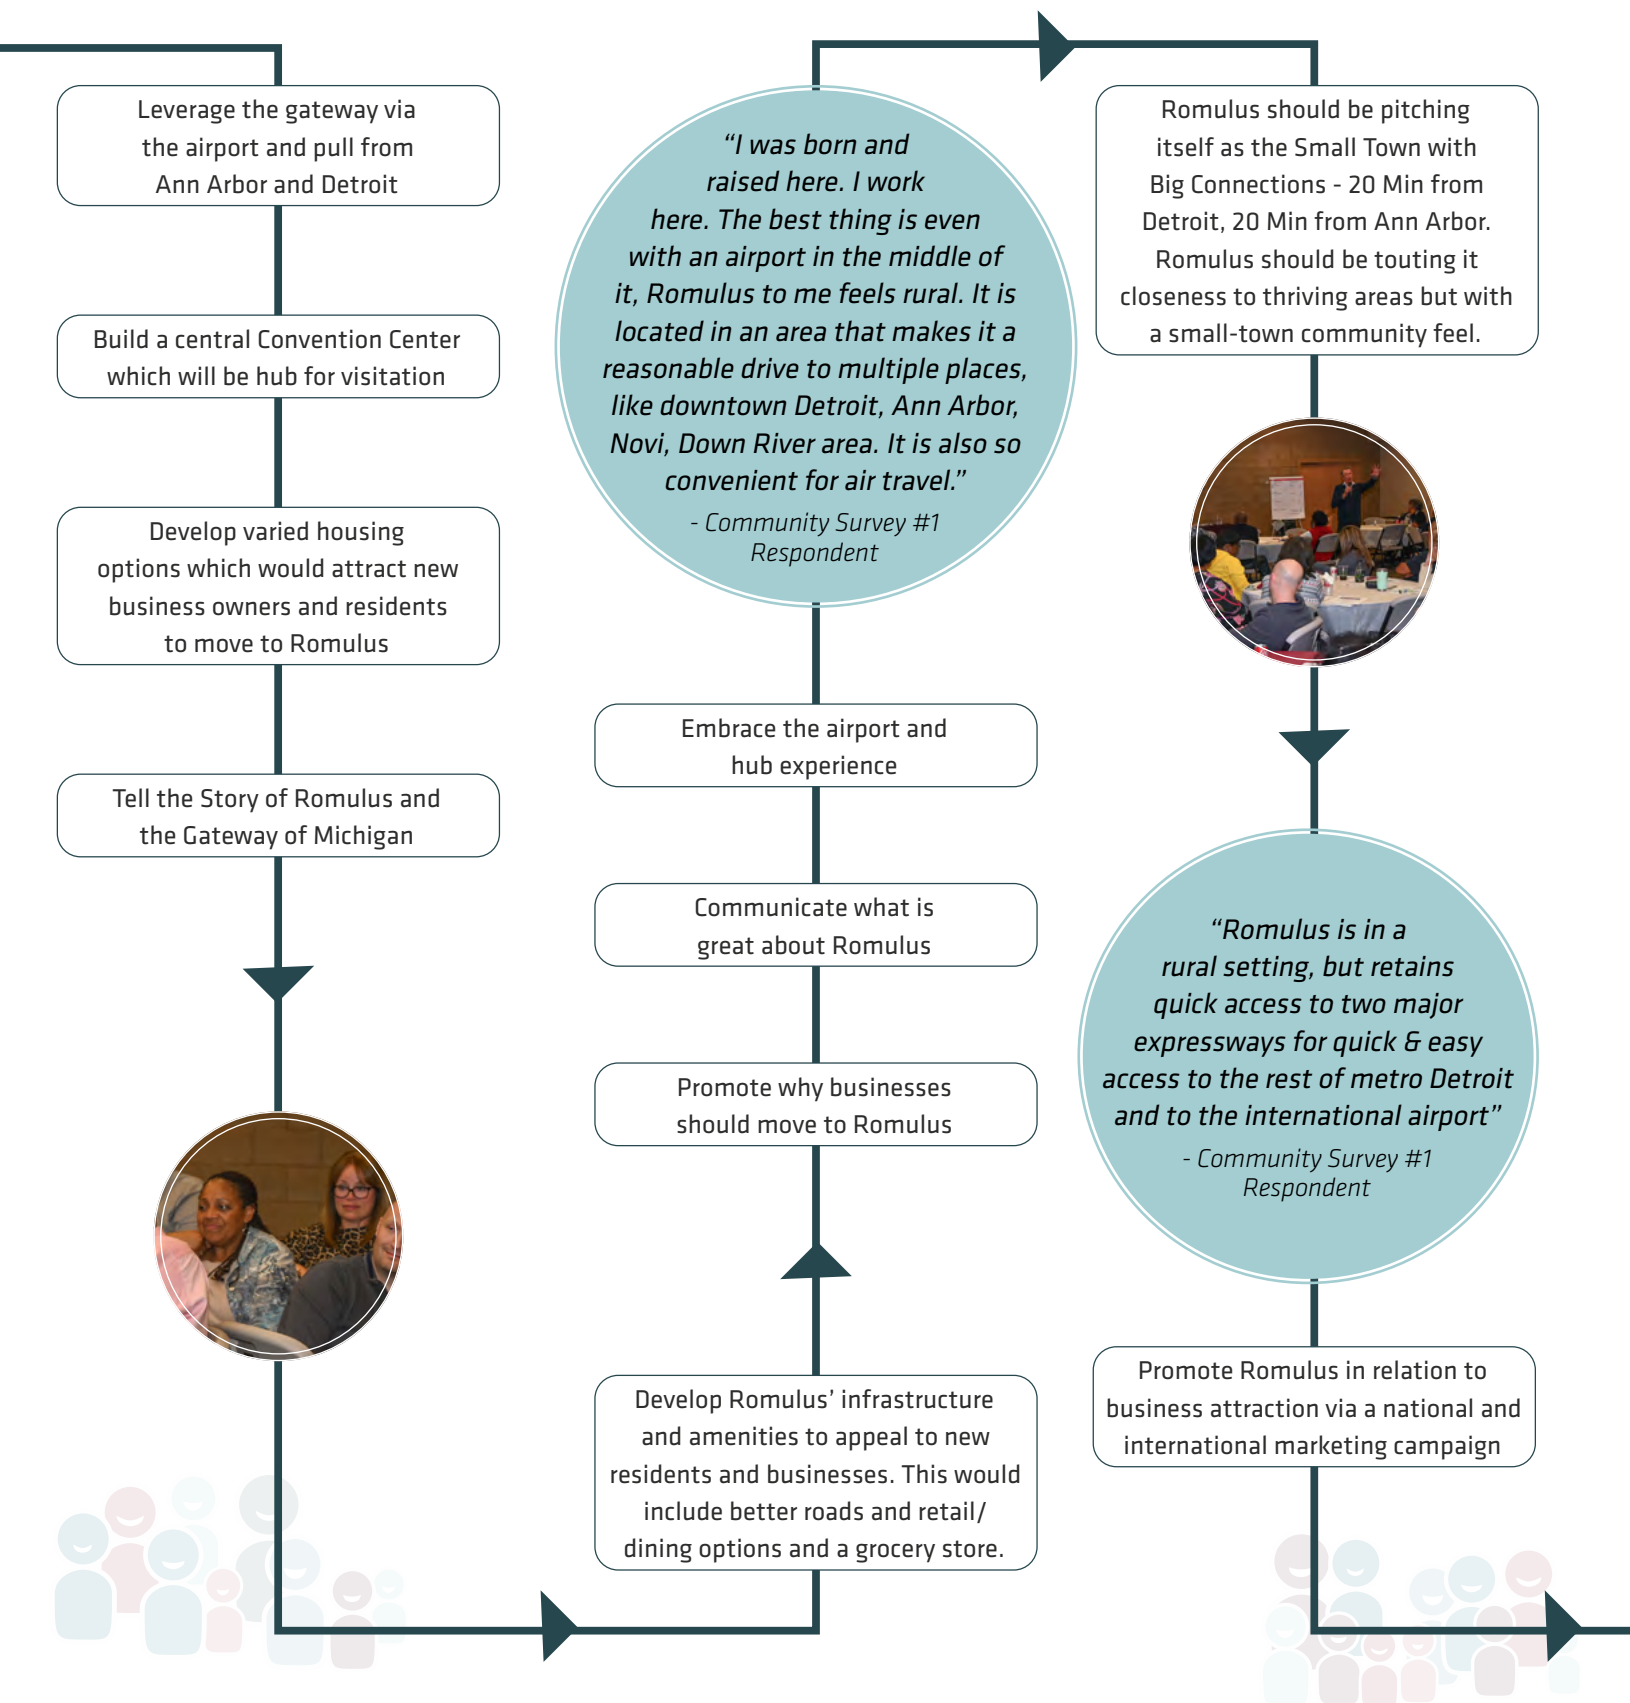 Leverage the gateway via
the airport and pull from
Ann Arbor and Detroit
Build a central Convention Center
which will be hub for visitation
Develop varied housing
options which would attract new
business owners and residents
to move to Romulus
Tell the Story of Romulus and
the Gateway of Michigan
Develop Romulus’ infrastructure
and amenities to appeal to new
residents and businesses. This would
include better roads and retail/
dining options and a grocery store.
Promote why businesses
should move to Romulus
Communicate what is
great about Romulus
Embrace the airport and
hub experience
“I was born and
raised here. I work
here. The best thing is even
with an airport in the middle of
it, Romulus to me feels rural. It is
located in an area that makes it a
reasonable drive to multiple places,
like downtown Detroit, Ann Arbor,
Novi, Down River area. It is also so
convenient for air travel.”
- Community Survey #1
Respondent
Romulus should be pitching
itself as the Small Town with
Big Connections - 20 Min from
Detroit, 20 Min from Ann Arbor.
Romulus should be touting it
closeness to thriving areas but with
a small-town community feel.
“Romulus is in a
rural setting, but retains
quick access to two major
expressways for quick & easy
access to the rest of metro Detroit
and to the international airport”
- Community Survey #1
Respondent
Promote Romulus in relation to
business attraction via a national and
international marketing campaign